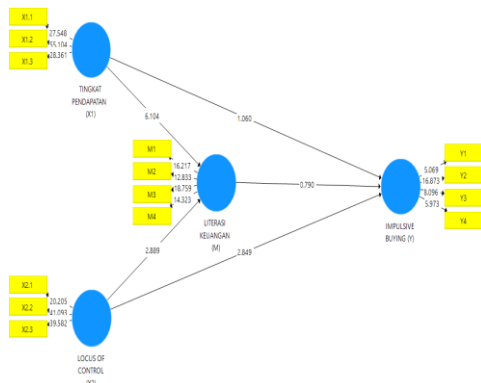 X1.1
X1.2
X1.3
27.548
55.104
28.361
TINGKAT
PENDAPATAN
(X1)
6.104
1.060
M1
M2
M3
M4
16.217
12.833
18.759
14.323
LITERASI
KEUANGAN
(M)
0.790
Y1
Y2
Y3
Y4
5.069
16.873
8.096
5.973
IMPULSIVE
BUYING (Y)
2.889
2.849
X2.1
X2.2
X2.3
20.205
41.093
39.582
LOCUS OF
CONTROL